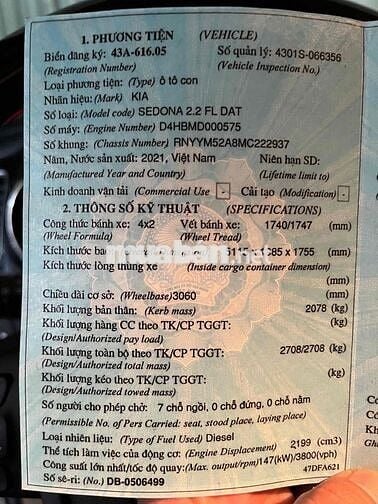 1. PHƯƠNG TIỆN (VEHICLE)
Biển đăng ký: 43A-616.05 Số quản lý: 4301S-066356
(Registration Number) (Vehicle Inspection No.)
Loại phương tiện: (Type) ô tô con
Nhãn hiệu: (Mark) KIA
Số loại: (Model code) SEDONA 2.2 FL DAT
Số máy: (Engine Number) D4HBMD000575
Số khung: (Chassis Number) RNYYM52A8MC222937
Năm, Nước sản xuất: 2021, Việt Nam Niên hạn SD:
(Manufactured Year and Country) (Lifetime limit to)
Kinh doanh vận tải (Commercial Use) - Cải tạo (Modification) -
2. THÔNG SỐ KỸ THUẬT (SPECIFICATIONS)
Công thức bánh xe: 4x2 Vết bánh xe: 1740/1747 (mm)
(Wheel Formula) (Wheel Tread)
Kích thước 5115 1985 x 1755 (mm)
Kích thước lòng thùng xe (Inside cargo container dimension)
(mm)
Chiều dài cơ sở: (Wheelbase) 3060 (mm)
Khối lượng bản thân: (Kerb mass) 2078 (kg)
Khối lượng hàng CC theo TK/CP TGGT: (kg)
(Design/Authorized pay load)
Khối lượng toàn bộ theo TK/CP TGGT: 2708/2708 (kg)
(Design/Authorized total mass)
Khối lượng kéo theo TK/CP TGGT: (kg)
(Design/Authorized towed mass)
Số người cho phép chở: 7 chỗ ngồi, 0 chỗ đứng, 0 chỗ nằm
(Permissible No. of Pers Carried: seat, stood place, laying place)
Loại nhiên liệu: (Type of Fuel Used) Diesel
Thể tích làm việc của động cơ: (Engine Displacement) 2199 (cm3)
Công suất lớn nhất/tốc độ quay: (Max. output/rpm) 147(kW)/3800(vph)
Số sê-ri: (No.) DB-0506499 47DFA621